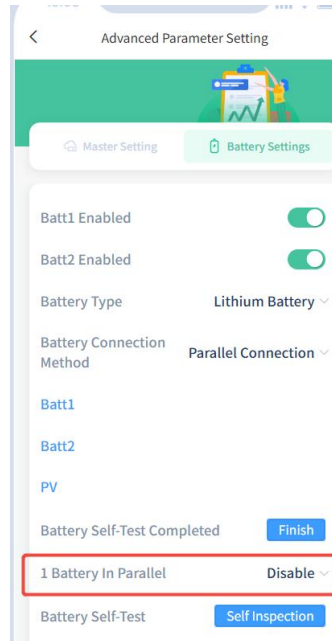 Advanced Parameter Setting
Master Setting
Battery Settings
Batt1 Enabled
Batt2 Enabled
Battery Type
Lithium Battery
Battery Connection
Method
Parallel Connection
Batt1
Batt2
PV
Battery Self-Test Completed
Finish
1 Battery In Parallel
Disable
Battery Self-Test
Self Inspection